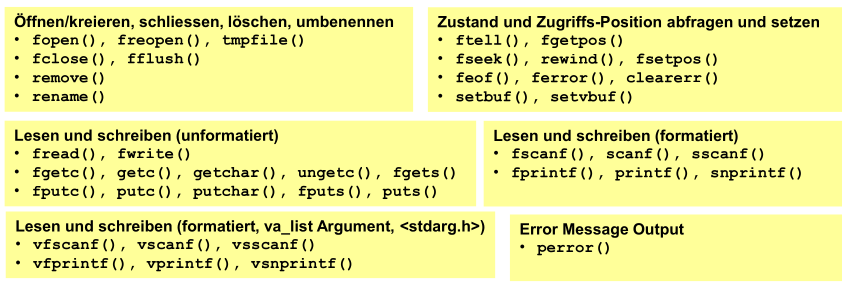 Öffnen/kreieren, schliessen, löschen, umbenennen
• fopen(), freopen(), tmpfile()
• fclose(), fflush()
• remove()
• rename()
Zustand und Zugriffs-Position abfragen und setzen
• ftell(), fgetpos()
• fseek(), rewind(), fsetpos()
• feof(), ferror(), clearerr()
• setbuf(), setvbuf()
Lesen und schreiben (unformatiert)
• fread(), fwrite()
• fgetc(), getc(), getchar(), ungetc(), fgets()
• fputc(), putc(), putchar(), fputs(), puts()
Lesen und schreiben (formatiert)
• fscanf(), scanf(), sscanf()
• fprintf(), printf(), snprintf()
Lesen und schreiben (formatiert, va_list Argument, <stdarg.h>)
• vfscanf(), vscanf(), vsscanf()
• vfprintf(), vprintf(), vsnprintf()
Error Message Output
• perror()